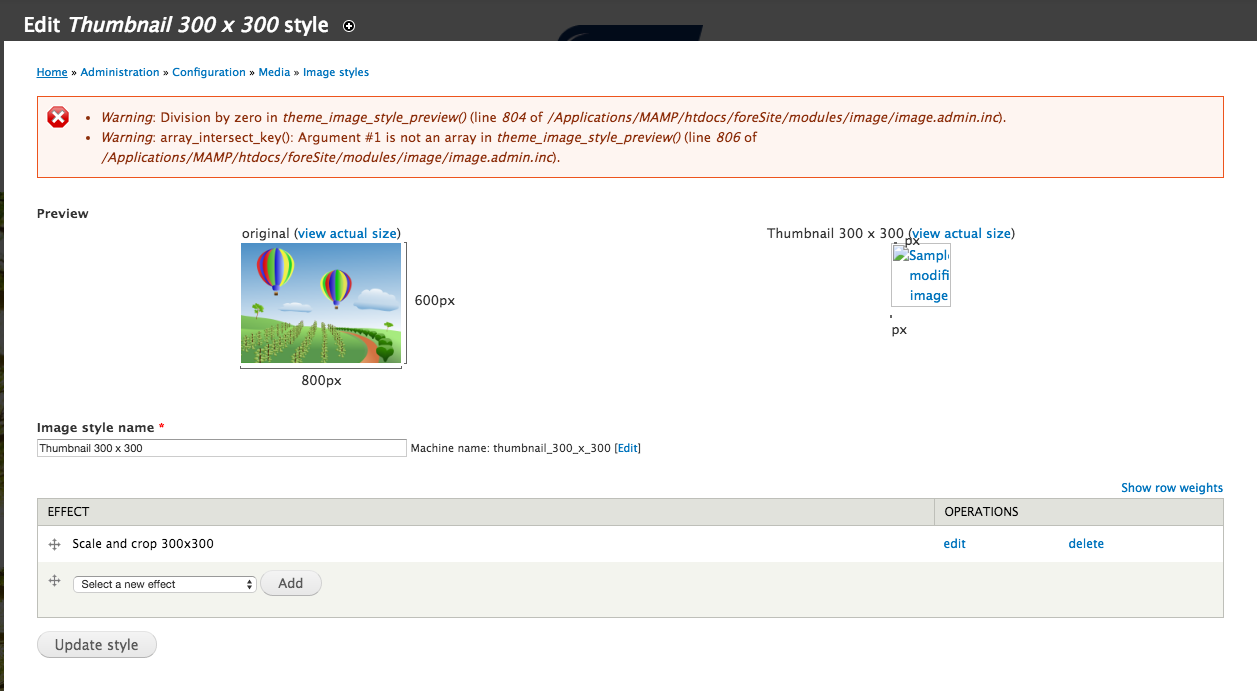 Edit Thumbnail 300 x 300 style
Home » Administration » Configuration » Media » Image styles
• Warning: Division by zero in theme_image_style_preview() (line 804 of /Applications/MAMP/htdocs/foreSite/modules/image/image.admin.inc).
• Warning: array_intersect_key(): Argument #1 is not an array in theme_image_style_preview() (line 806 of
/Applications/MAMP/htdocs/foreSite/modules/image/image.admin.inc).
Preview
original (view actual size)
600px
800px
Thumbnail 300 x 300 (view actual size)
px
Sampl
modifi
image
px
Image style name *
Thumbnail 300 x 300 Machine name: thumbnail_300_x_300 [Edit]
Show row weights
EFFECT OPERATIONS
Scale and crop 300x300 edit delete
Select a new effect Add
Update style